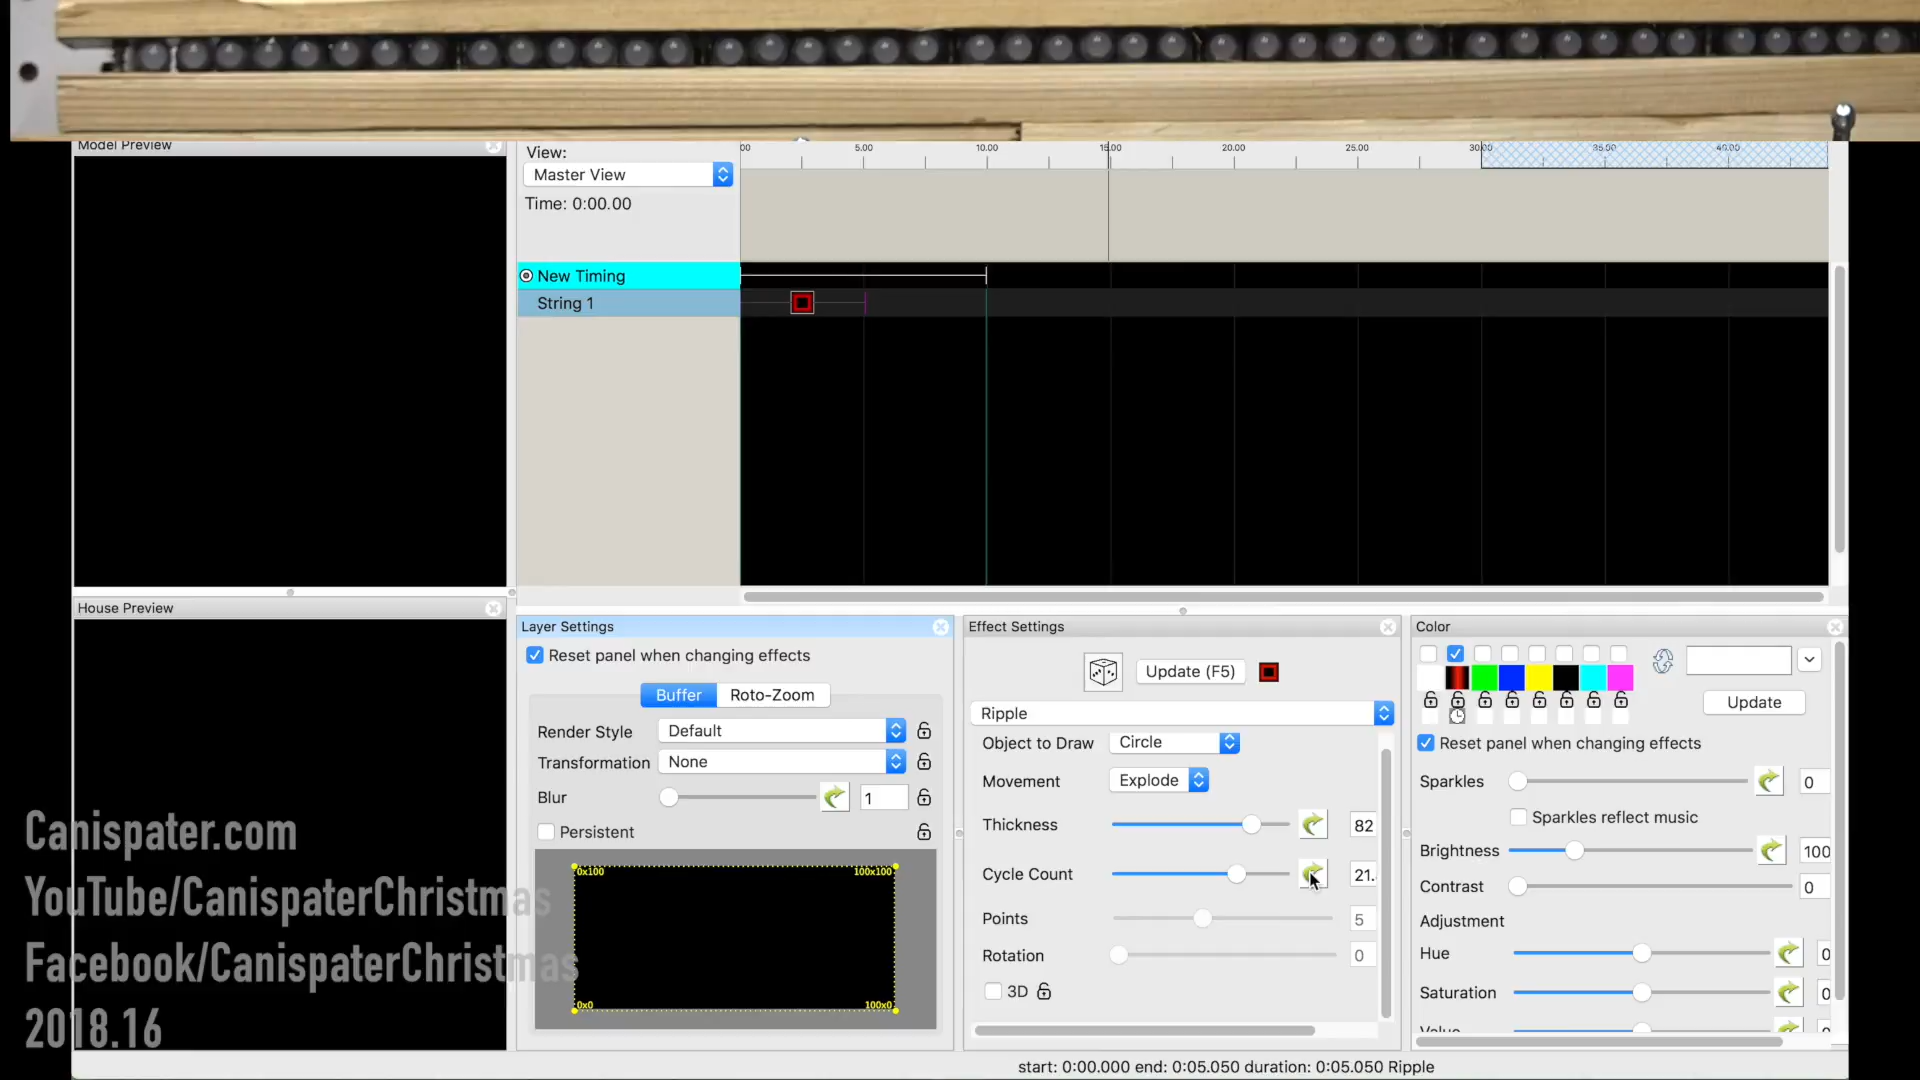 Model Preview
View:
Master View
Time: 0:00.00
00 5.00 10.00 15.00 20.00 25.00 30.00 35.00 40.00
New Timing
String 1
House Preview
Layer Settings
Reset panel when changing effects
Buffer Roto-Zoom
Render Style Default
Transformation None
Blur 1
Persistent
0x100 100x100
0x0 100x0
Effect Settings
Update (F5)
Ripple
Object to Draw Circle
Movement Explode
Thickness 82
Cycle Count 21.
Points 5
Rotation 0
3D
Color
Update
Reset panel when changing effects
Sparkles 0
Sparkles reflect music
Brightness 100
Contrast 0
Adjustment
Hue 0
Saturation 0
Value 0
Canispater.com
YouTube/CanispaterChristmas
Facebook/CanispaterChristmas
2018.16
start: 0:00.000 end: 0:05.050 duration: 0:05.050 Ripple